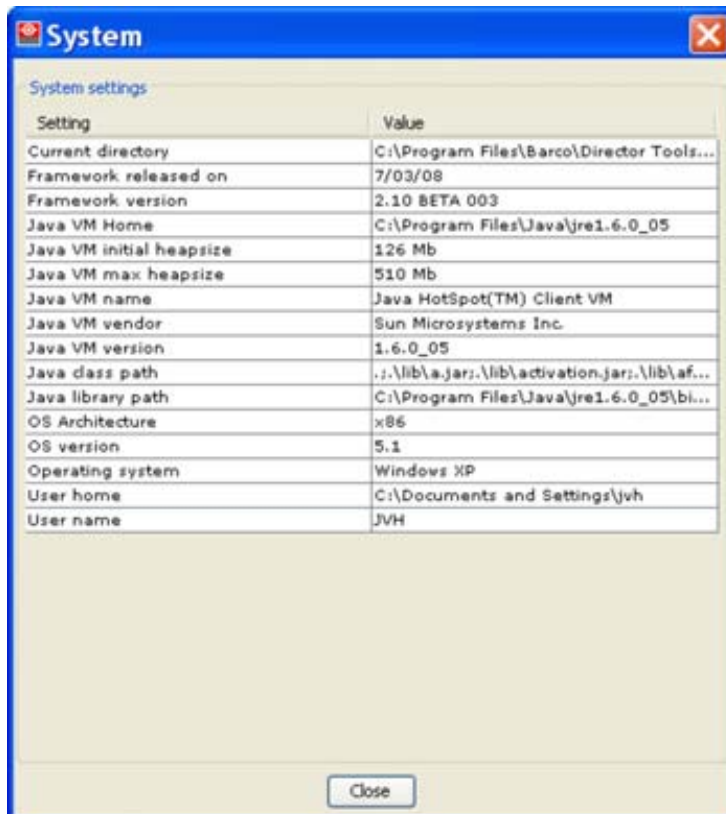 System
System settings
Setting Value
Current directory C:\Program Files\Barco\Director Tools...
Framework released on 7/03/08
Framework version 2.10 BETA 003
Java VM Home C:\Program Files\Java\jre1.6.0_05
Java VM initial heapsize 126 Mb
Java VM max heapsize 510 Mb
Java VM name Java HotSpot(TM) Client VM
Java VM vendor Sun Microsystems Inc.
Java VM version 1.6.0_05
Java class path .;.\lib\a.jar;.\lib\activation.jar;.\lib\af...
Java library path C:\Program Files\Java\jre1.6.0_05\bi...
OS Architecture x86
OS version 5.1
Operating system Windows XP
User home C:\Documents and Settings\jvh
User name JVH
Close